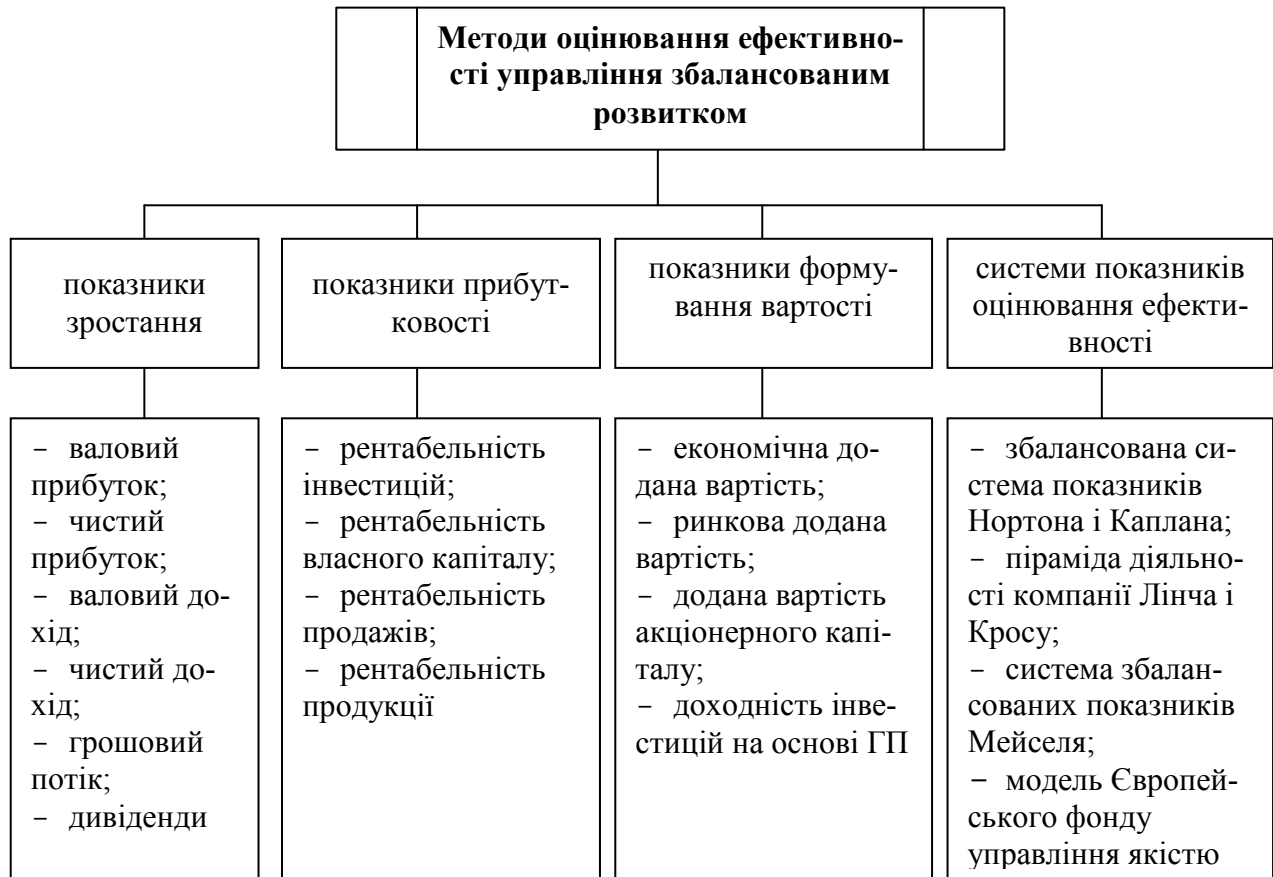 Методи оцінювання ефективно-
сті управління збалансованим
розвитком
показники
зростання
показники прибут-
ковості
показники форму-
вання вартості
системи показників
оцінювання ефекти-
вності
− валовий
прибуток;
− чистий
прибуток;
− валовий до-
хід;
− чистий до-
хід;
− грошовий
потік;
− дивіденди
− рентабельність
інвестицій;
− рентабельність
власного капіталу;
− рентабельність
продажів;
− рентабельність
продукції
− економічна до-
дана вартість;
− ринкова додана
вартість;
− додана вартість
акціонерного капі-
талу;
− доходність інве-
стицій на основі ГП
− збалансована си-
стема показників
Нортона і Каплана;
− піраміда діяльно-
сті компанії Лінча і
Кросу;
− система збалан-
сованих показників
Мейселя;
− модель Європей-
ського фонду
управління якістю